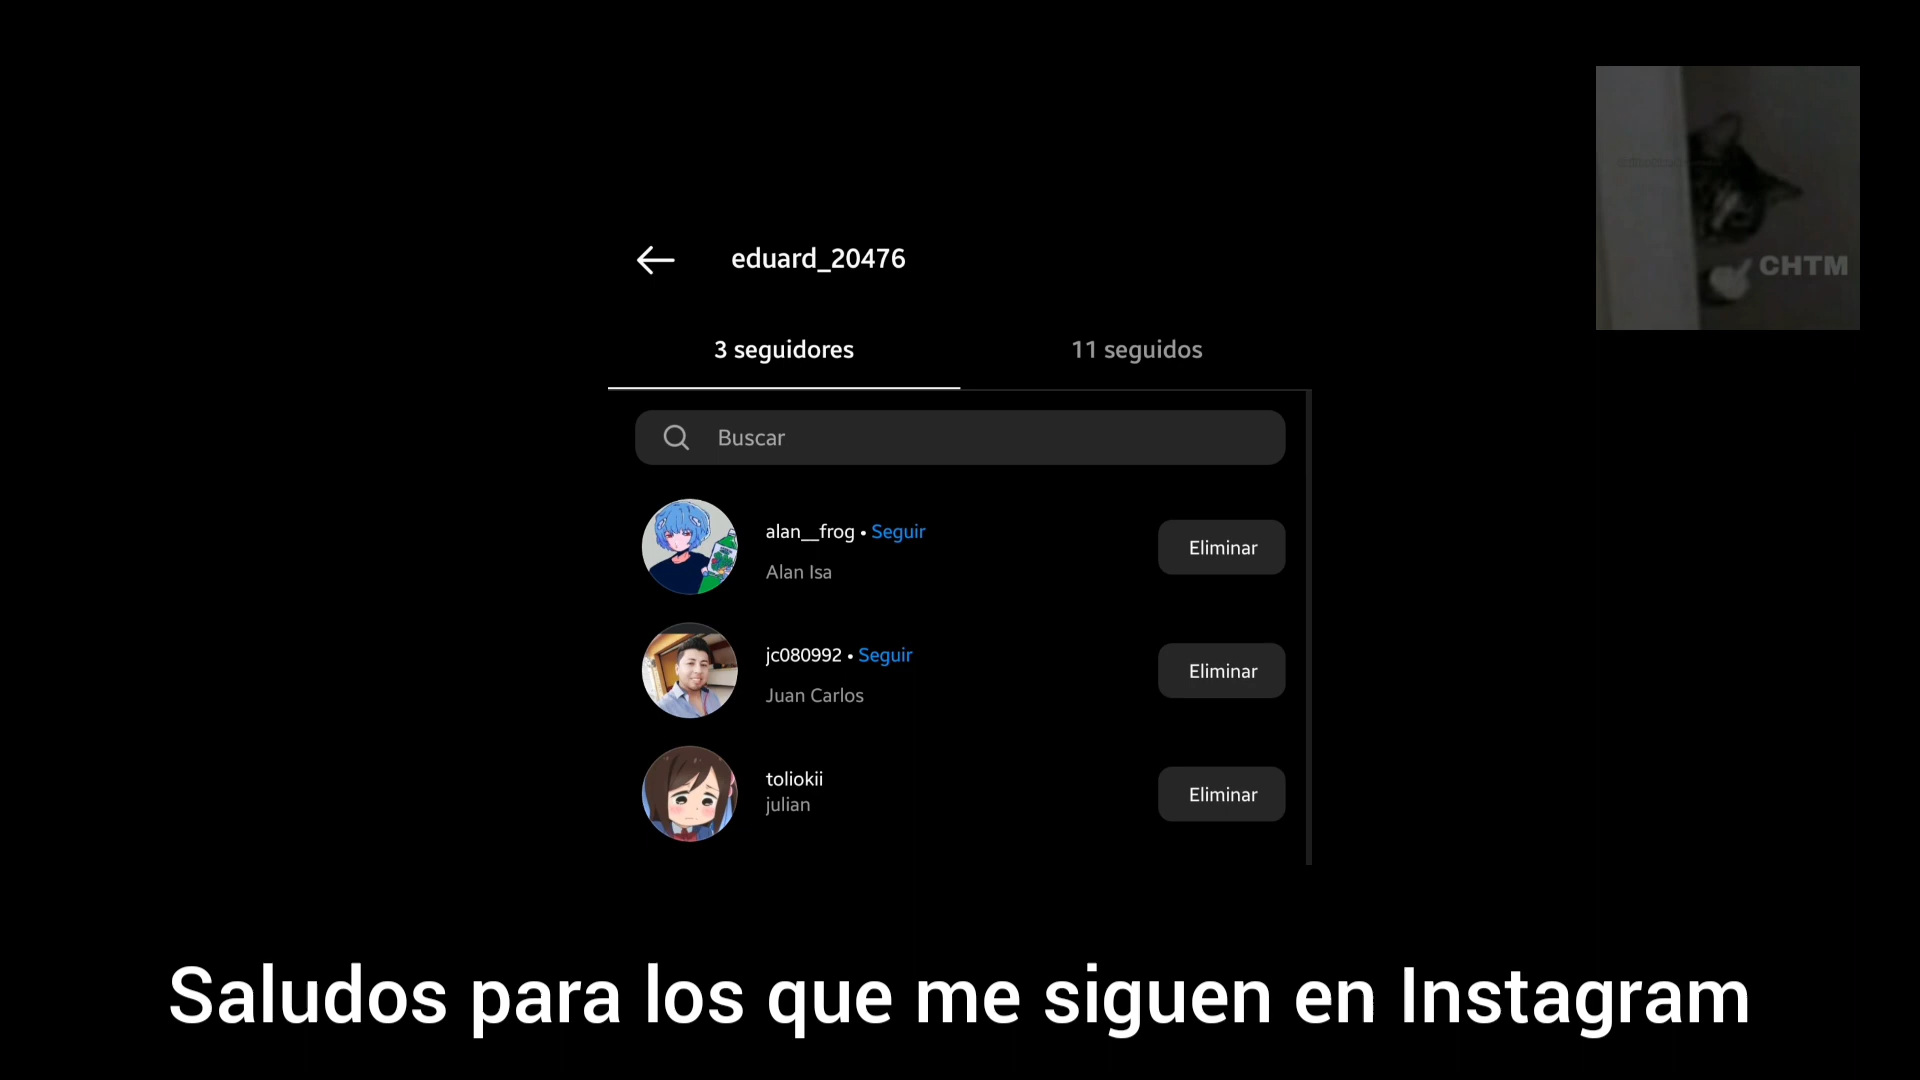 CHTM
eduard_20476
3 seguidores
11 seguidos
Buscar
alan__frog • Seguir
Alan Isa
Eliminar
jc080992 • Seguir
Juan Carlos
Eliminar
toliokii
julian
Eliminar
Saludos para los que me siguen en Instagram